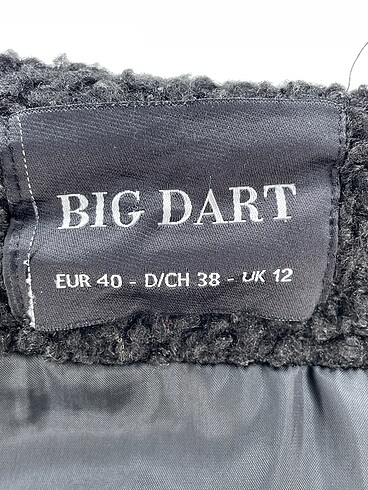 BIG DART
EUR 40 - D/CH 38 - UK 12